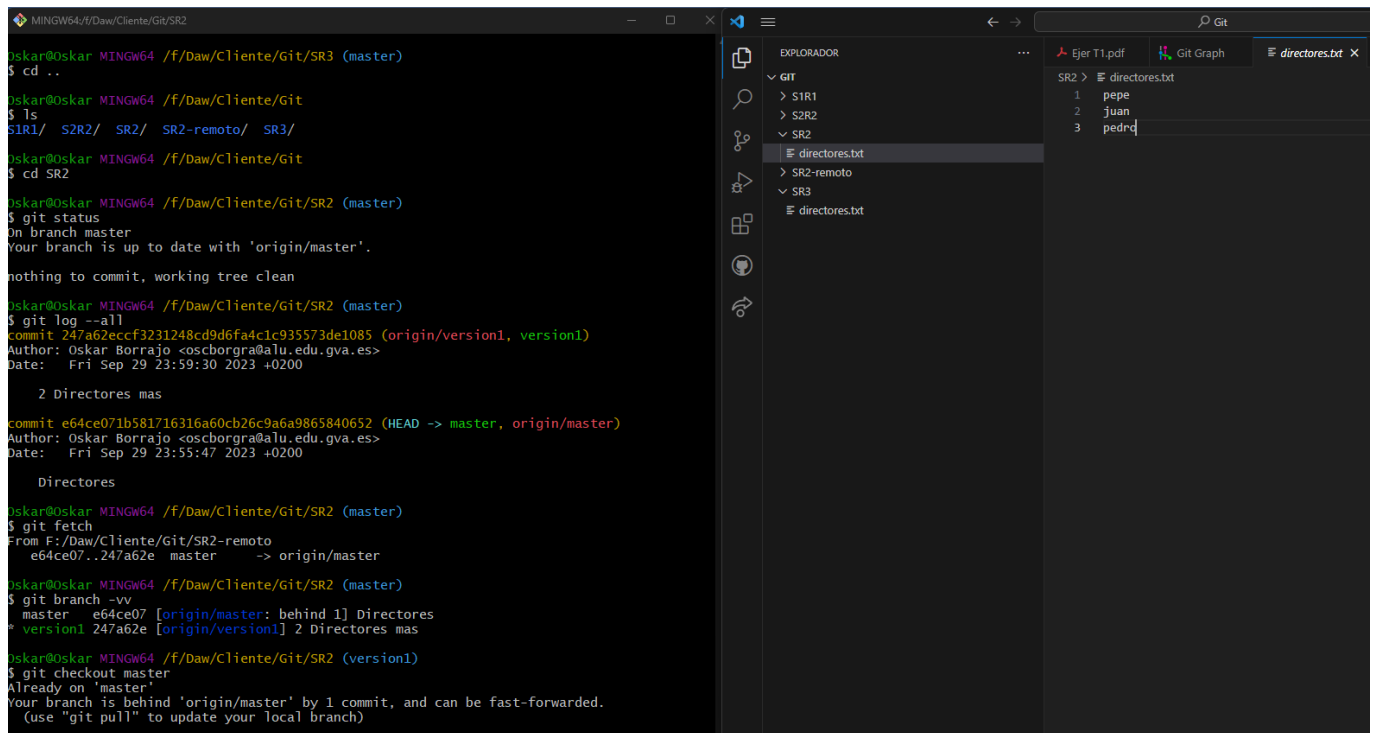 MINGW64:/f/Daw/Cliente/Git/SR2
Oskar@Oskar MINGW64 /f/Daw/Cliente/Git/SR3 (master)
$ cd ..
Oskar@Oskar MINGW64 /f/Daw/Cliente/Git
$ ls
S1R1/  S2R2/  SR2/  SR2-remoto/  SR3/
Oskar@Oskar MINGW64 /f/Daw/Cliente/Git
$ cd SR2
Oskar@Oskar MINGW64 /f/Daw/Cliente/Git/SR2 (master)
$ git status
On branch master
Your branch is up to date with 'origin/master'.
nothing to commit, working tree clean
Oskar@Oskar MINGW64 /f/Daw/Cliente/Git/SR2 (master)
$ git log --all
commit 247a62eccf3231248cd9d6fa4c1c935573de1085 (origin/version1, version1)
Author: Oskar Borrajo <oscborgra@alu.edu.gva.es>
Date:   Fri Sep 29 23:59:30 2023 +0200
2 Directores mas
commit e64ce071b581716316a60cb26c9a6a9865840652 (HEAD -> master, origin/master)
Author: Oskar Borrajo <oscborgra@alu.edu.gva.es>
Date:   Fri Sep 29 23:55:47 2023 +0200
Directores
Oskar@Oskar MINGW64 /f/Daw/Cliente/Git/SR2 (master)
$ git fetch
From F:/Daw/Cliente/Git/SR2-remoto
e64ce07..247a62e  master     -> origin/master
Oskar@Oskar MINGW64 /f/Daw/Cliente/Git/SR2 (master)
$ git branch -vv
master   e64ce07 [origin/master: behind 1] Directores
* version1 247a62e [origin/version1] 2 Directores mas
Oskar@Oskar MINGW64 /f/Daw/Cliente/Git/SR2 (version1)
$ git checkout master
Already on 'master'
Your branch is behind 'origin/master' by 1 commit, and can be fast-forwarded.
(use "git pull" to update your local branch)
Git
EXPLORADOR
GIT
S1R1
S2R2
SR2
directores.txt
SR2-remoto
SR3
directores.txt
Ejer T1.pdf
Git Graph
directores.txt
SR2 > directores.txt
1 pepe
2 juan
3 pedro